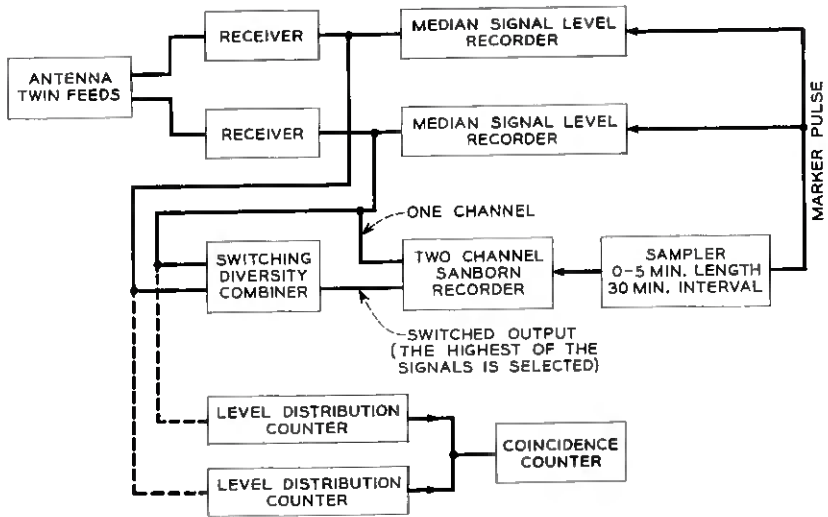 ANTENNA
TWIN FEEDS
RECEIVER
MEDIAN SIGNAL LEVEL
RECORDER
RECEIVER
MEDIAN SIGNAL LEVEL
RECORDER
MARKER PULSE
ONE CHANNEL
SWITCHING
DIVERSITY
COMBINER
TWO CHANNEL
SANBORN
RECORDER
SAMPLER
0-5 MIN. LENGTH
30 MIN. INTERVAL
SWITCHED OUTPUT
(THE HIGHEST OF THE
SIGNALS IS SELECTED)
LEVEL DISTRIBUTION
COUNTER
COINCIDENCE
COUNTER
LEVEL DISTRIBUTION
COUNTER